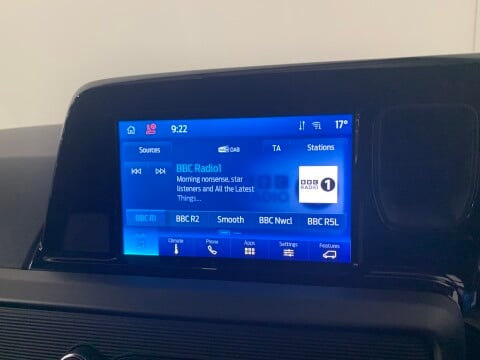 9:22
17°
Sources
DAB
TA
Stations
BBC Radio1
Morning nonsense, star
listeners and All the Latest
Things...
BBC
RADIO 1
BBC R1
BBC R2
Smooth
BBC Nwcl
BBC R5L
Climate
Phone
Apps
Settings
Features